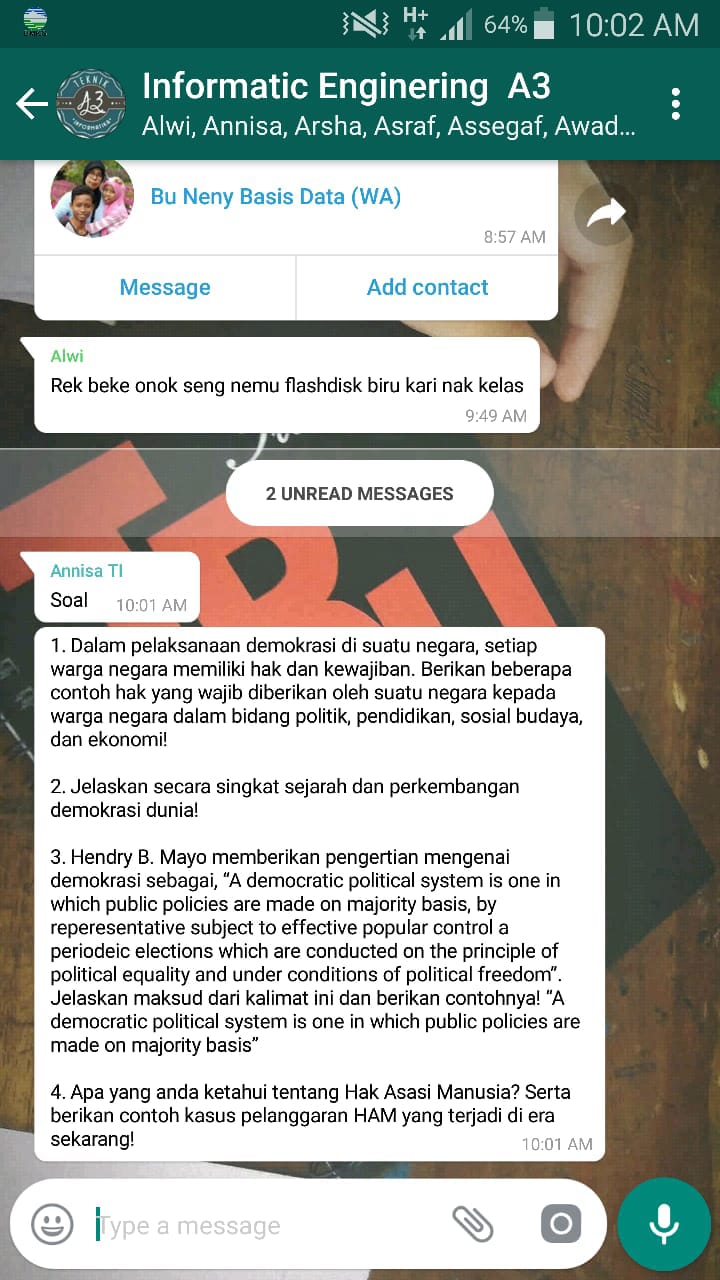 H+
64%
10:02 AM
TEKNIK
A3
INFORMATIKA
Informatic Enginering A3
Alwi, Annisa, Arsha, Asraf, Assegaf, Awad...
Bu Neny Basis Data (WA)
8:57 AM
Message
Add contact
Alwi
Rek beke onok seng nemu flashdisk biru kari nak kelas
9:49 AM
2 UNREAD MESSAGES
Annisa TI
Soal
10:01 AM
1. Dalam pelaksanaan demokrasi di suatu negara, setiap
warga negara memiliki hak dan kewajiban. Berikan beberapa
contoh hak yang wajib diberikan oleh suatu negara kepada
warga negara dalam bidang politik, pendidikan, sosial budaya,
dan ekonomi!
2. Jelaskan secara singkat sejarah dan perkembangan
demokrasi dunia!
3. Hendry B. Mayo memberikan pengertian mengenai
demokrasi sebagai, “A democratic political system is one in
which public policies are made on majority basis, by
reperesentative subject to effective popular control a
periodeic elections which are conducted on the principle of
political equality and under conditions of political freedom”.
Jelaskan maksud dari kalimat ini dan berikan contohnya! “A
democratic political system is one in which public policies are
made on majority basis”
4. Apa yang anda ketahui tentang Hak Asasi Manusia? Serta
berikan contoh kasus pelanggaran HAM yang terjadi di era
sekarang!
10:01 AM
Type a message